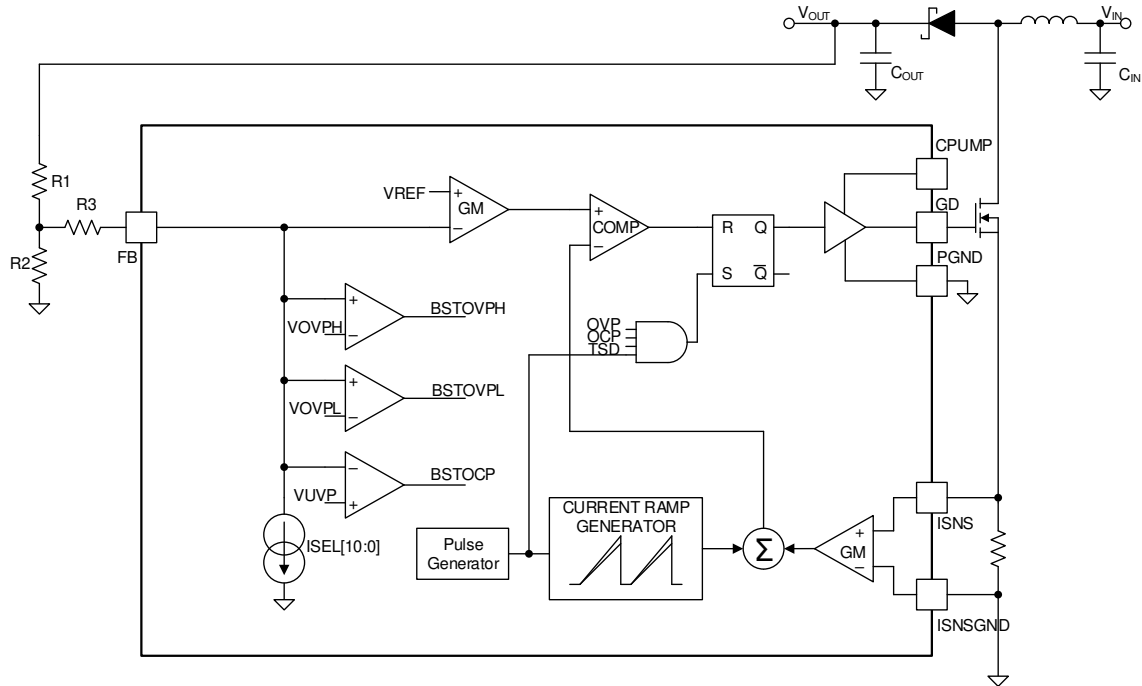 VOUT
VIN
COUT
CIN
CPUMP
R1
VREF
+
GM
−
+
COMP
−
R Q
S Q̅
GD
R3
FB
R2
PGND
+
VOVPH −
BSTOVPH
OVP
OCP
TSD
+
VOVPL −
BSTOVPL
−
VUVP +
BSTOCP
ISEL[10:0]
Pulse
Generator
CURRENT RAMP
GENERATOR
Σ
+
GM
−
ISNS
ISNSGND